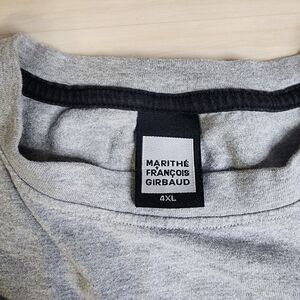 MARITHÉ
FRANÇOIS
GIRBAUD
4XL